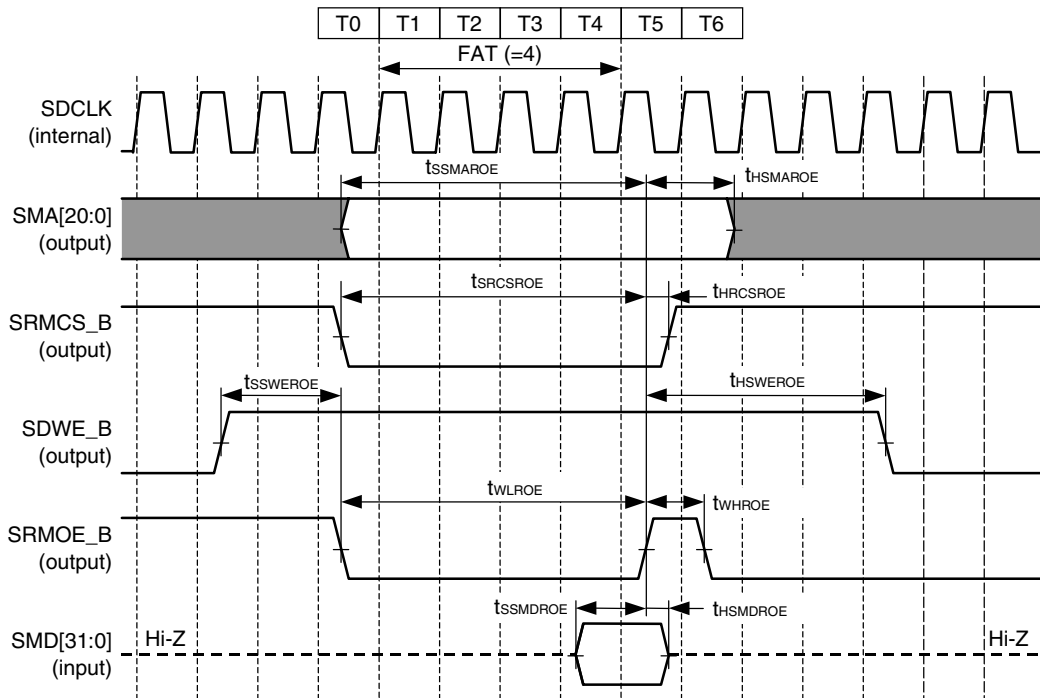 T0 T1 T2 T3 T4 T5 T6
FAT (=4)
SDCLK
(internal)
tSSMAROE tHSMAROE
SMA[20:0]
(output)
tSRCSROE tHRCSROE
SRMCS_B
(output)
tSSWEROE tHSWEROE
SDWE_B
(output)
tWLROE tWHROE
SRMOE_B
(output)
tSSMDROE tHSMDROE
SMD[31:0]
(input)
Hi-Z Hi-Z